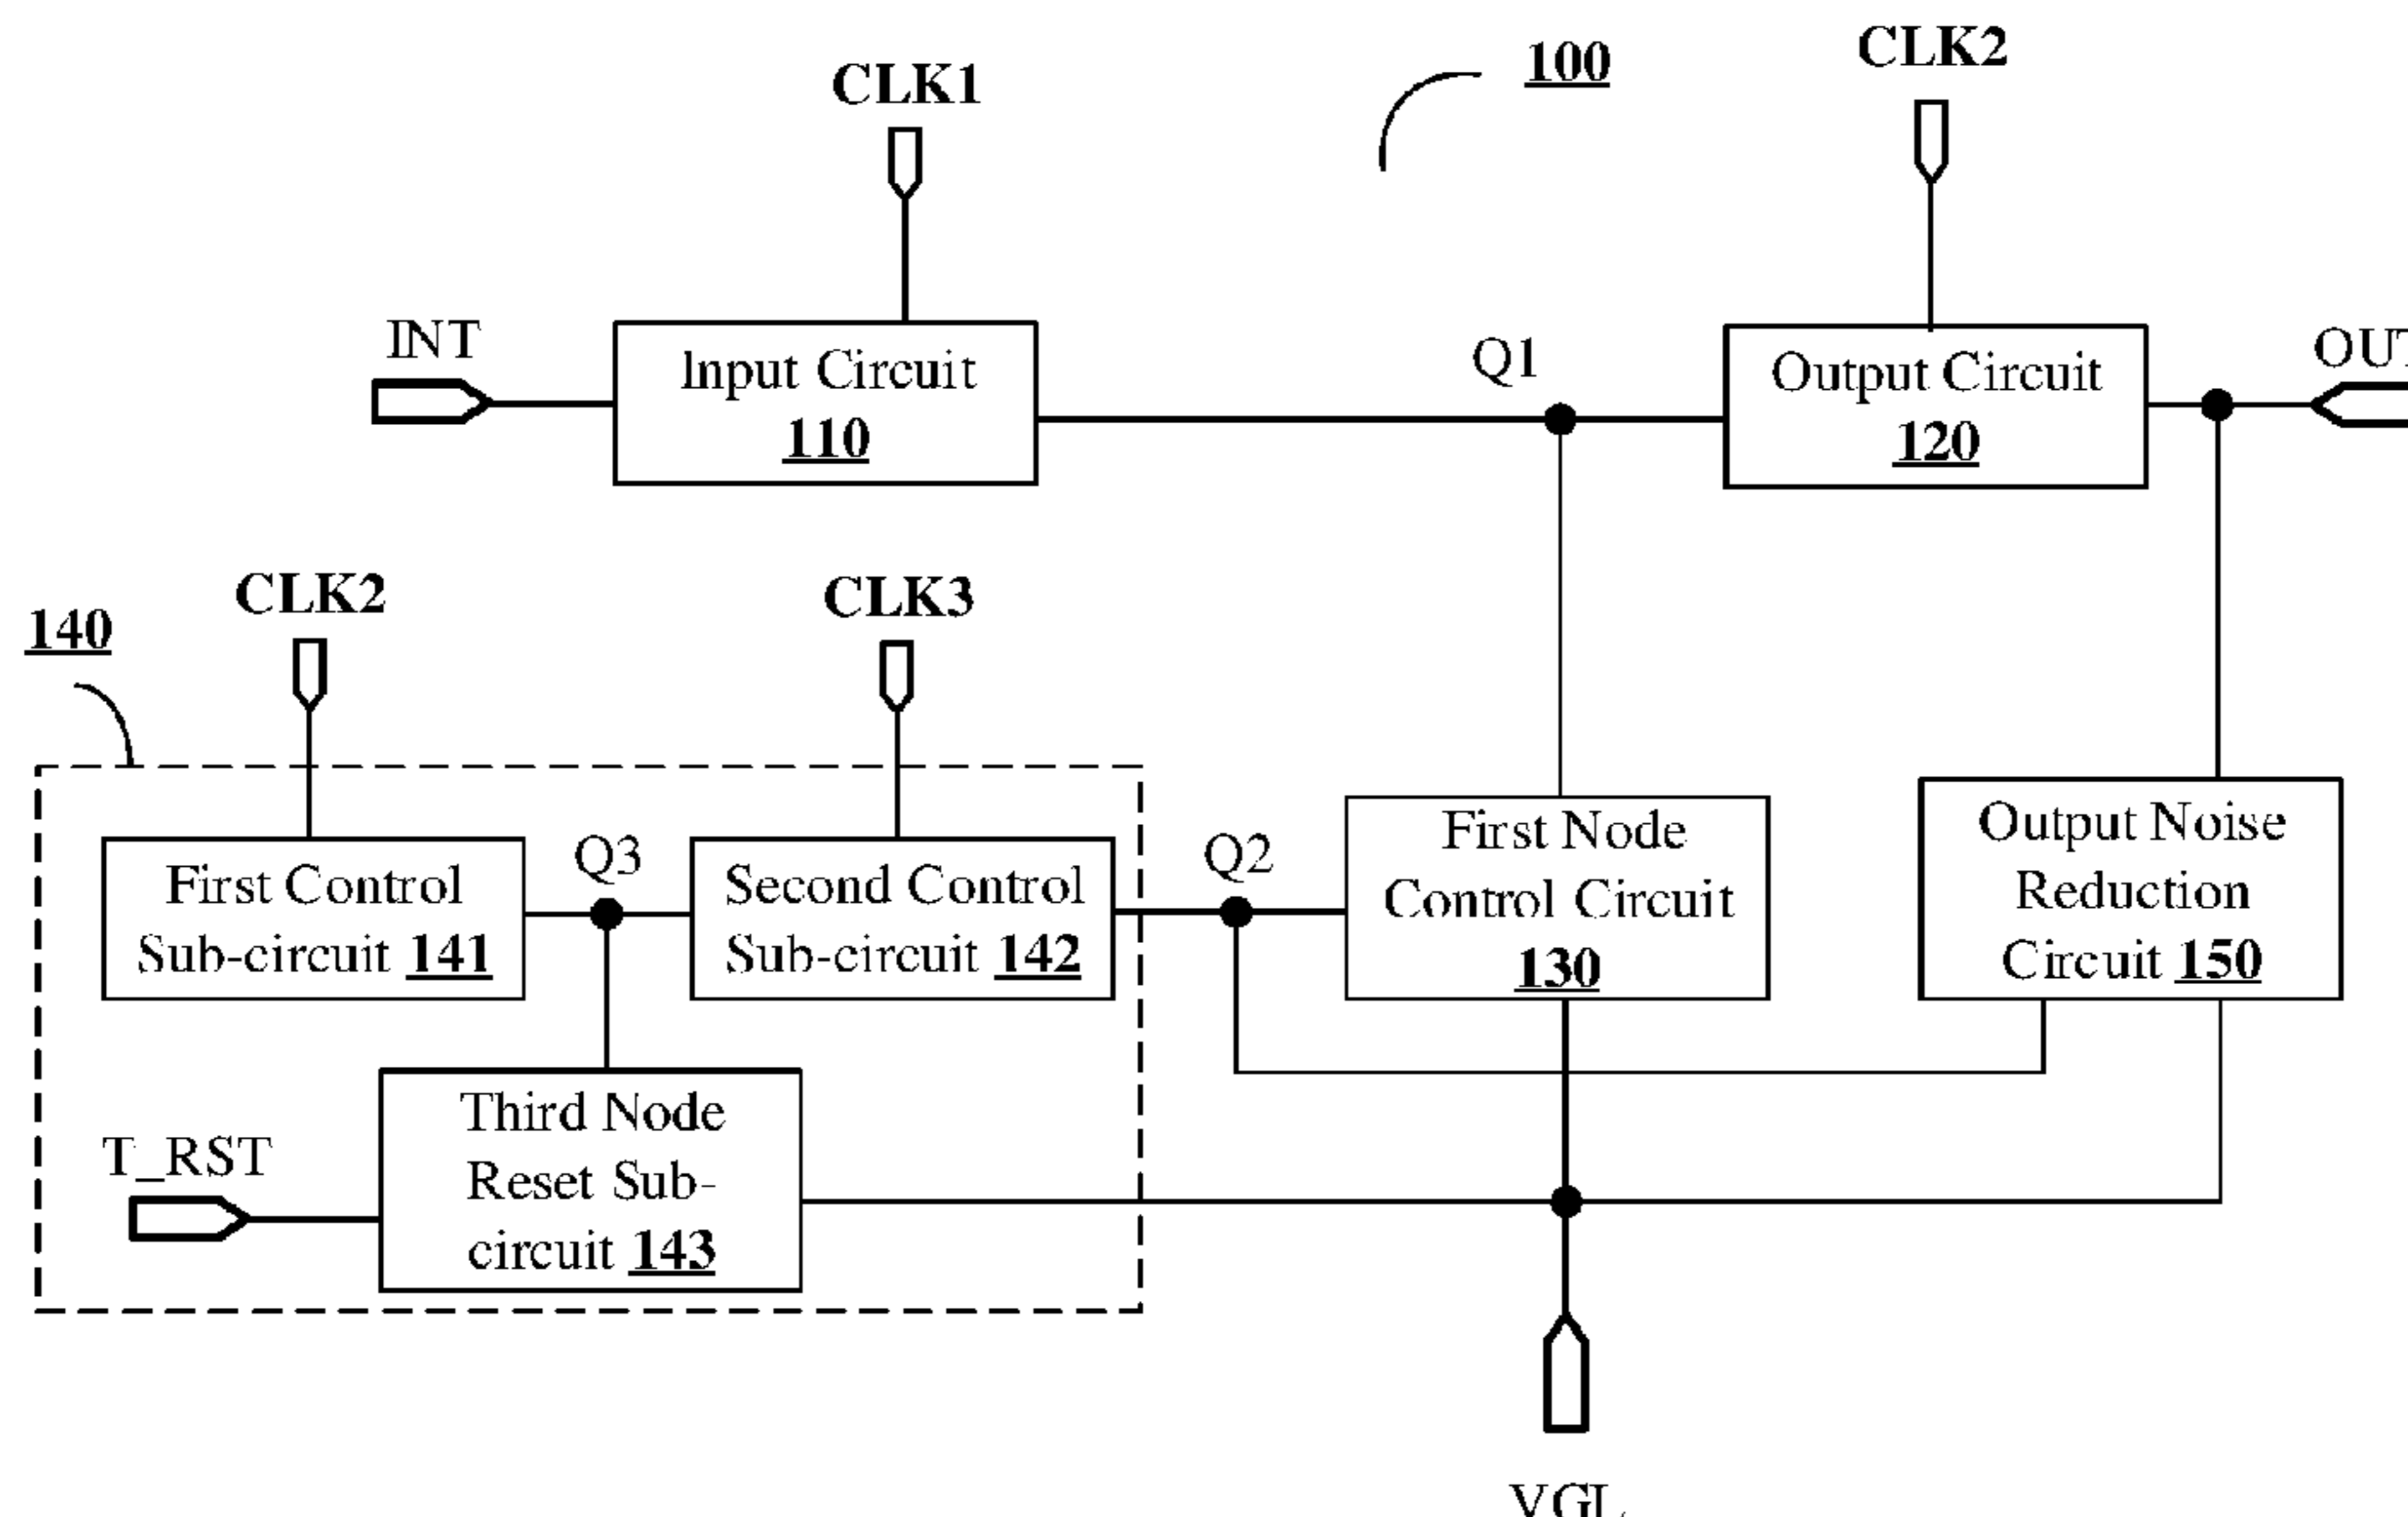 CLK1
100
CLK2
INT
Input Circuit
110
Q1
Output Circuit
120
OUT
CLK2
CLK3
140
First Control
Sub-circuit 141
Q3
Second Control
Sub-circuit 142
Q2
First Node
Control Circuit
130
Output Noise
Reduction
Circuit 150
T_RST
Third Node
Reset Sub-
circuit 143
VGL